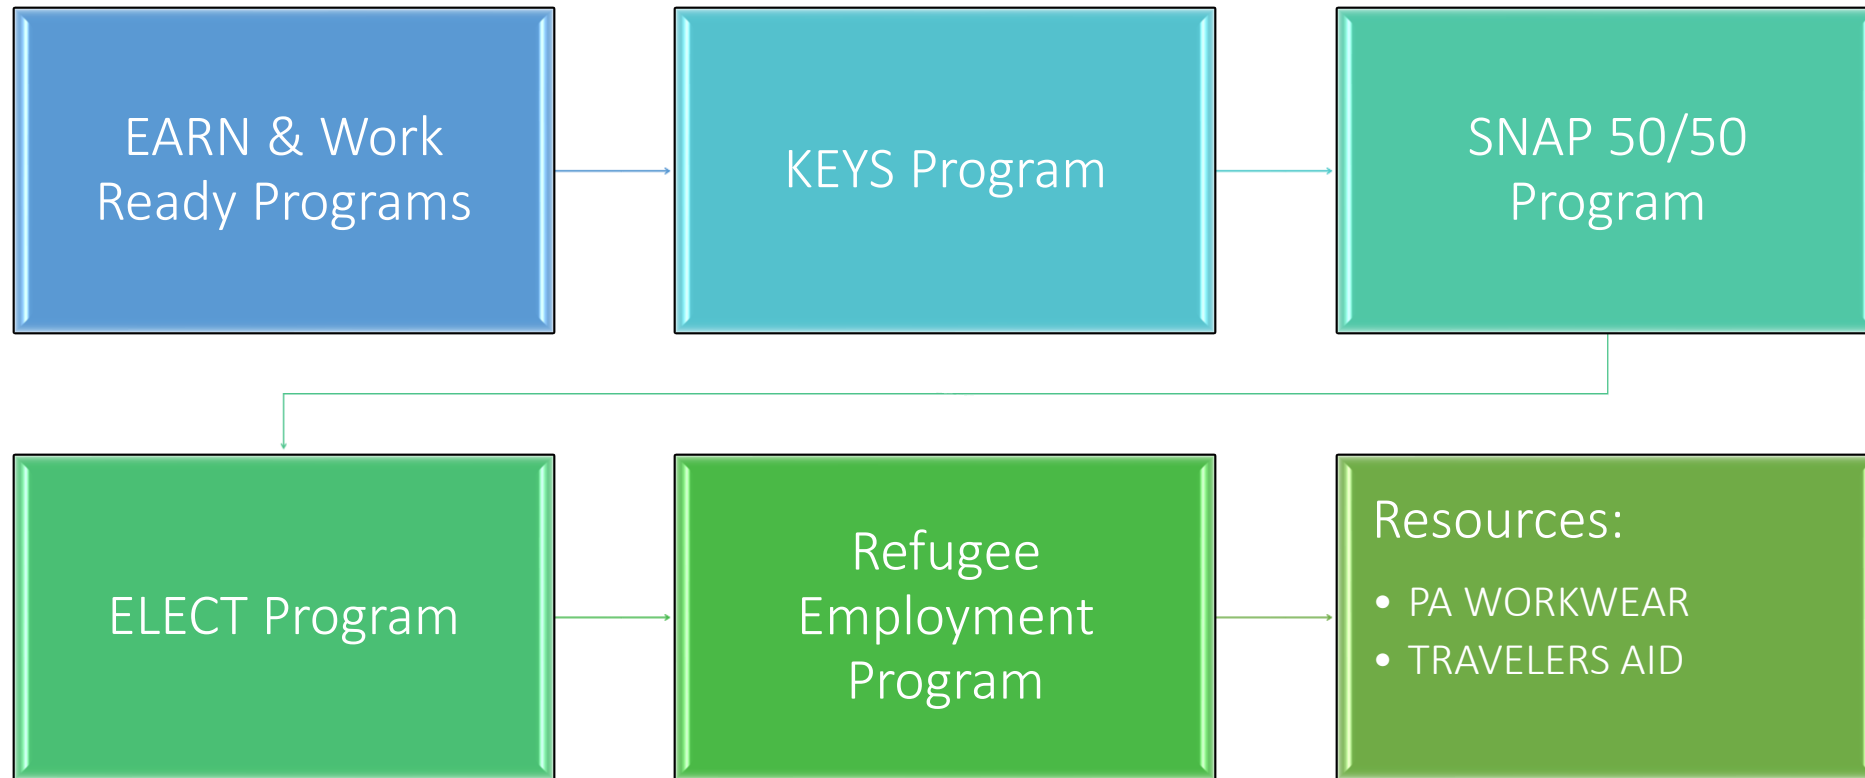 EARN & Work
Ready Programs
KEYS Program
SNAP 50/50
Program
ELECT Program
Refugee
Employment
Program
Resources:
• PA WORKWEAR
• TRAVELERS AID